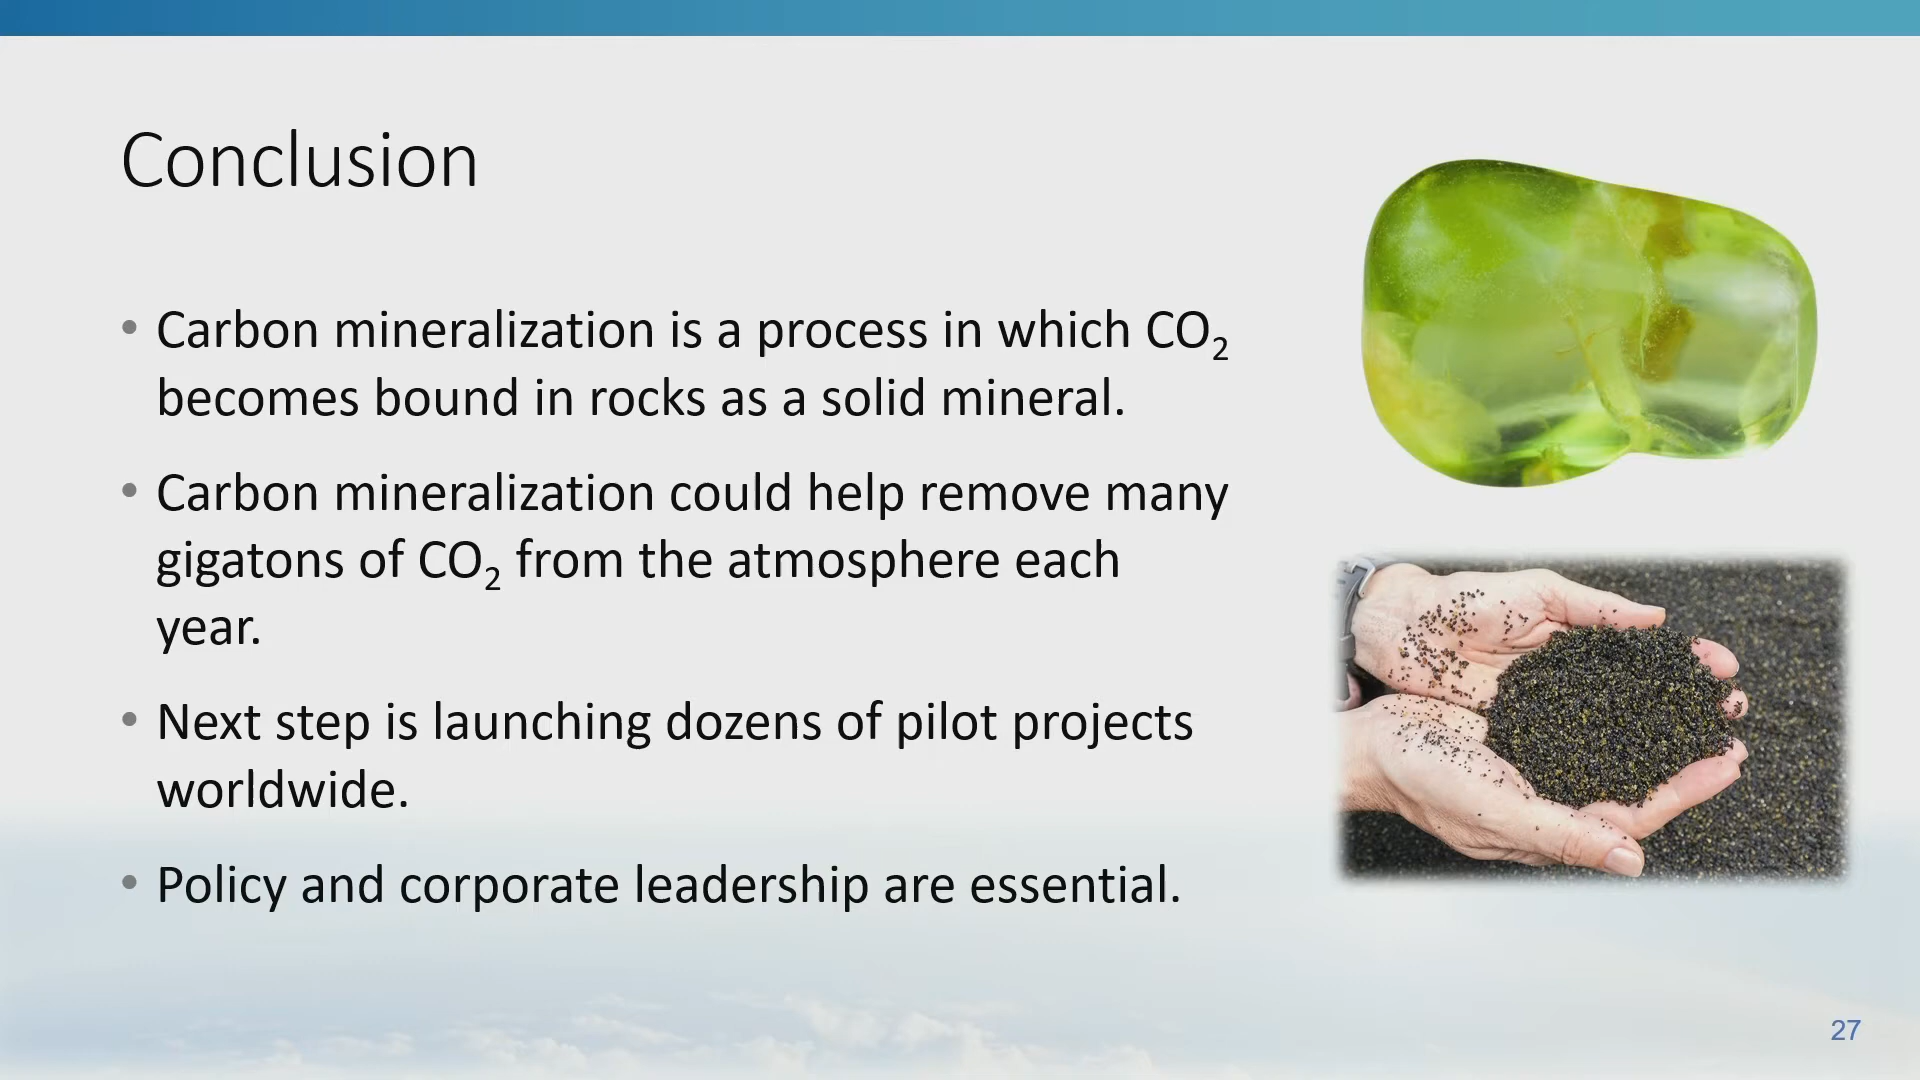 Conclusion
• Carbon mineralization is a process in which CO₂
becomes bound in rocks as a solid mineral.
• Carbon mineralization could help remove many
gigatons of CO₂ from the atmosphere each
year.
• Next step is launching dozens of pilot projects
worldwide.
• Policy and corporate leadership are essential.
27